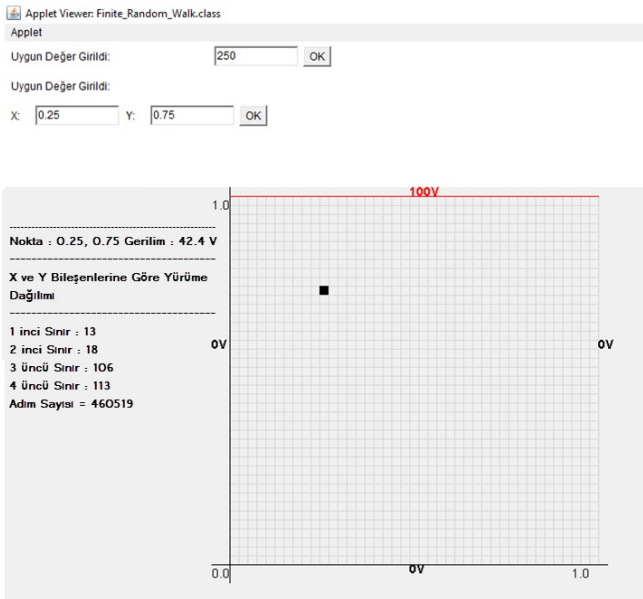 Applet Viewer: Finite_Random_Walk.class
Applet
Uygun Değer Girildi: 250 OK
Uygun Değer Girildi:
X: 0.25 Y: 0.75 OK
100V
1.0
Nokta : 0.25, 0.75 Gerilim : 42.4 V
X ve Y Bileşenlerine Göre Yürüme
Dağılımı
1 inci Sınır : 13
2 inci Sınır : 18
0V 0V
3 üncü Sınır : 106
4 üncü Sınır : 113
Adım Sayısı = 460519
0.0 0V 1.0